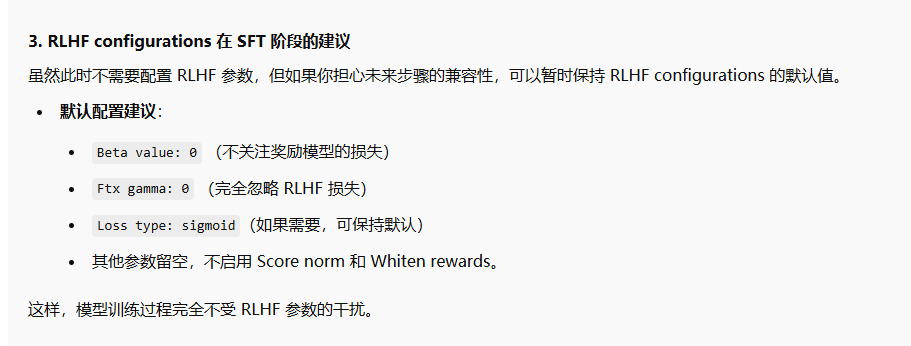 3. RLHF configurations 在 SFT 阶段的建议
虽然此时不需要配置 RLHF 参数，但如果你担心未来步骤的兼容性，可以暂时保持 RLHF configurations 的默认值。
• 默认配置建议：
• Beta value: 0 （不关注奖励模型的损失）
• Ftx gamma: 0 （完全忽略 RLHF 损失）
• Loss type: sigmoid（如果需要，可保持默认）
• 其他参数留空，不启用 Score norm 和 Whiten rewards。
这样，模型训练过程完全不受 RLHF 参数的干扰。